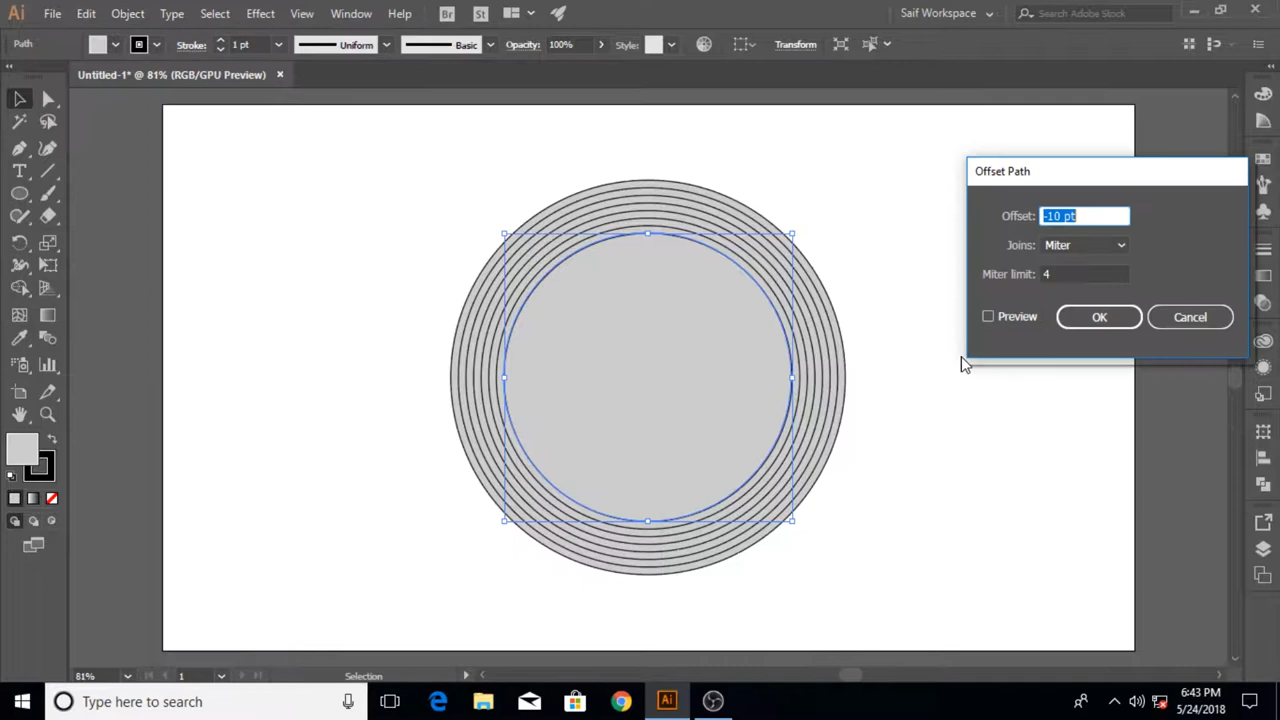 Ai File Edit Object Type Select Effect View Window Help Br St Saif Workspace Search Adobe Stock
Path Stroke: 1 pt Uniform Basic Opacity: 100% Style: Transform
Untitled-1* @ 81% (RGB/GPU Preview)
Offset Path
Offset: -10 pt
Joins: Miter
Miter limit: 4
Preview OK Cancel
81% 1 Selection
Type here to search Ai 6:43 PM
5/24/2018